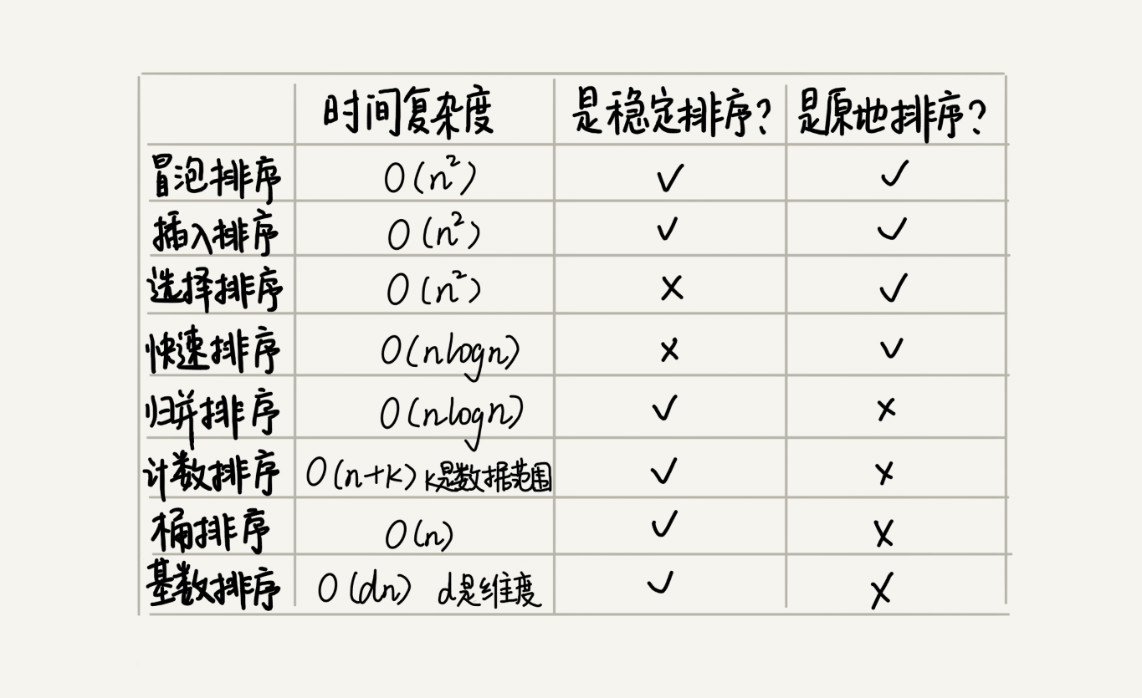 时间复杂度 是稳定排序? 是原地排序?
冒泡排序 O(n²) ✓ ✓
插入排序 O(n²) ✓ ✓
选择排序 O(n²) × ✓
快速排序 O(nlogn) × ✓
归并排序 O(nlogn) ✓ ×
计数排序 O(n+k) k是数据范围 ✓ ×
桶排序 O(n) ✓ ×
基数排序 O(dn) d是维度 ✓ ×